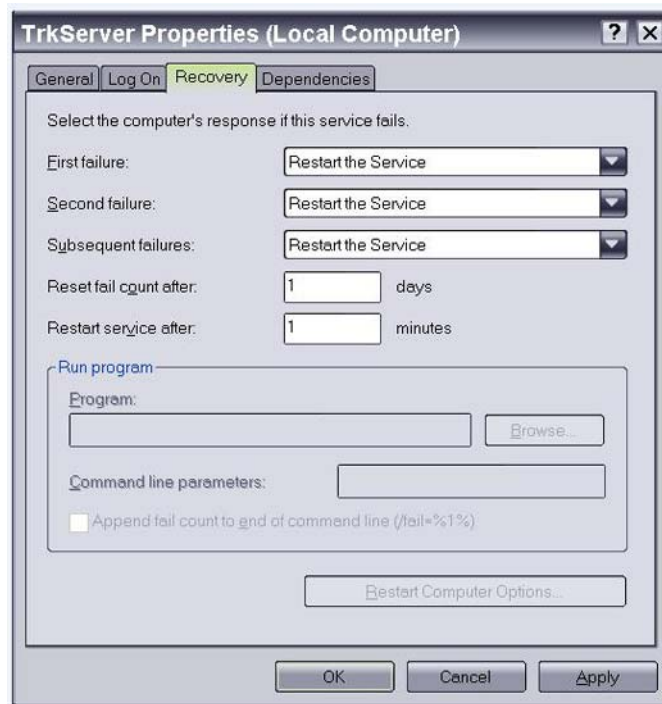 TrkServer Properties (Local Computer)
General Log On Recovery Dependencies
Select the computer's response if this service fails.
First failure: Restart the Service
Second failure: Restart the Service
Subsequent failures: Restart the Service
Reset fail count after: 1 days
Restart service after: 1 minutes
Run program
Program:
Browse...
Command line parameters:
Append fail count to end of command line (/fail=%1%)
Restart Computer Options...
OK Cancel Apply